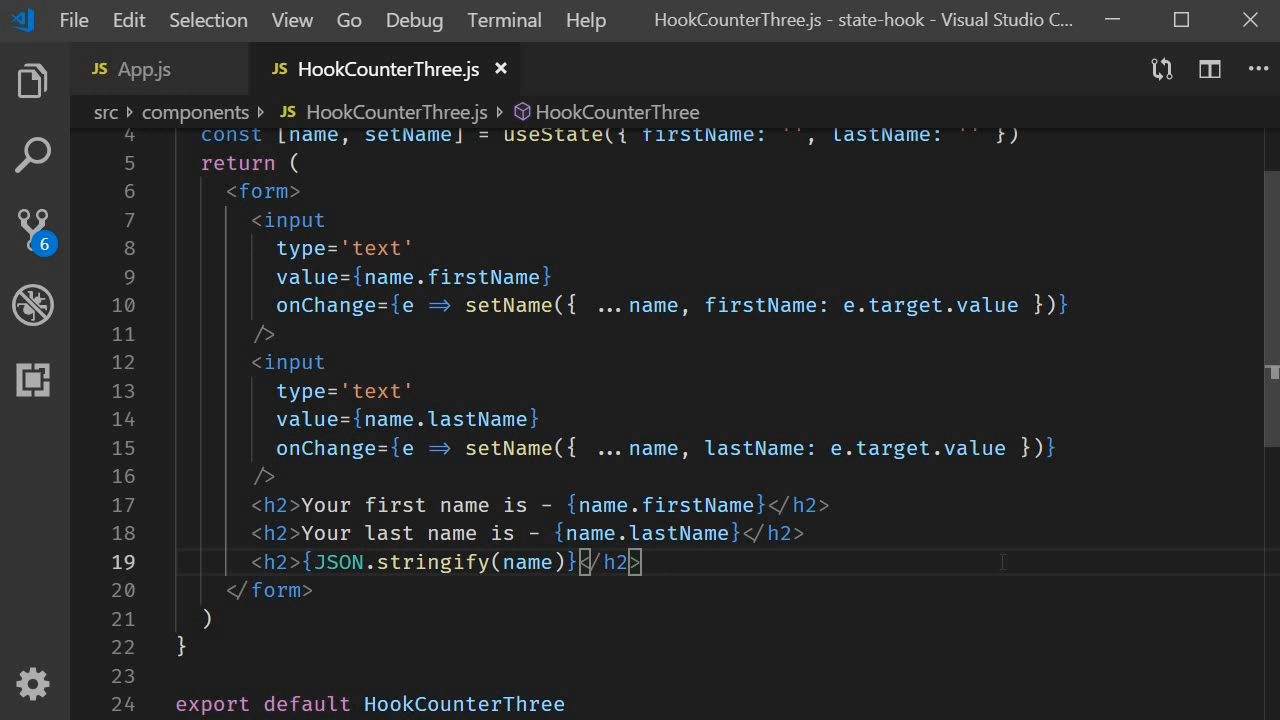 File Edit Selection View Go Debug Terminal Help HookCounterThree.js - state-hook - Visual Studio C...
JS App.js JS HookCounterThree.js
src components JS HookCounterThree.js HookCounterThree
4 const [name, setName] = useState({ firstName: '', lastName: '' })
5 return (
6 <form>
7 <input
8 type='text'
9 value={name.firstName}
10 onChange={e => setName({ ...name, firstName: e.target.value })}
11 />
12 <input
13 type='text'
14 value={name.lastName}
15 onChange={e => setName({ ...name, lastName: e.target.value })}
16 />
17 <h2>Your first name is - {name.firstName}</h2>
18 <h2>Your last name is - {name.lastName}</h2>
19 <h2>{JSON.stringify(name)}</h2>
20 </form>
21 )
22 }
23
24 export default HookCounterThree
6